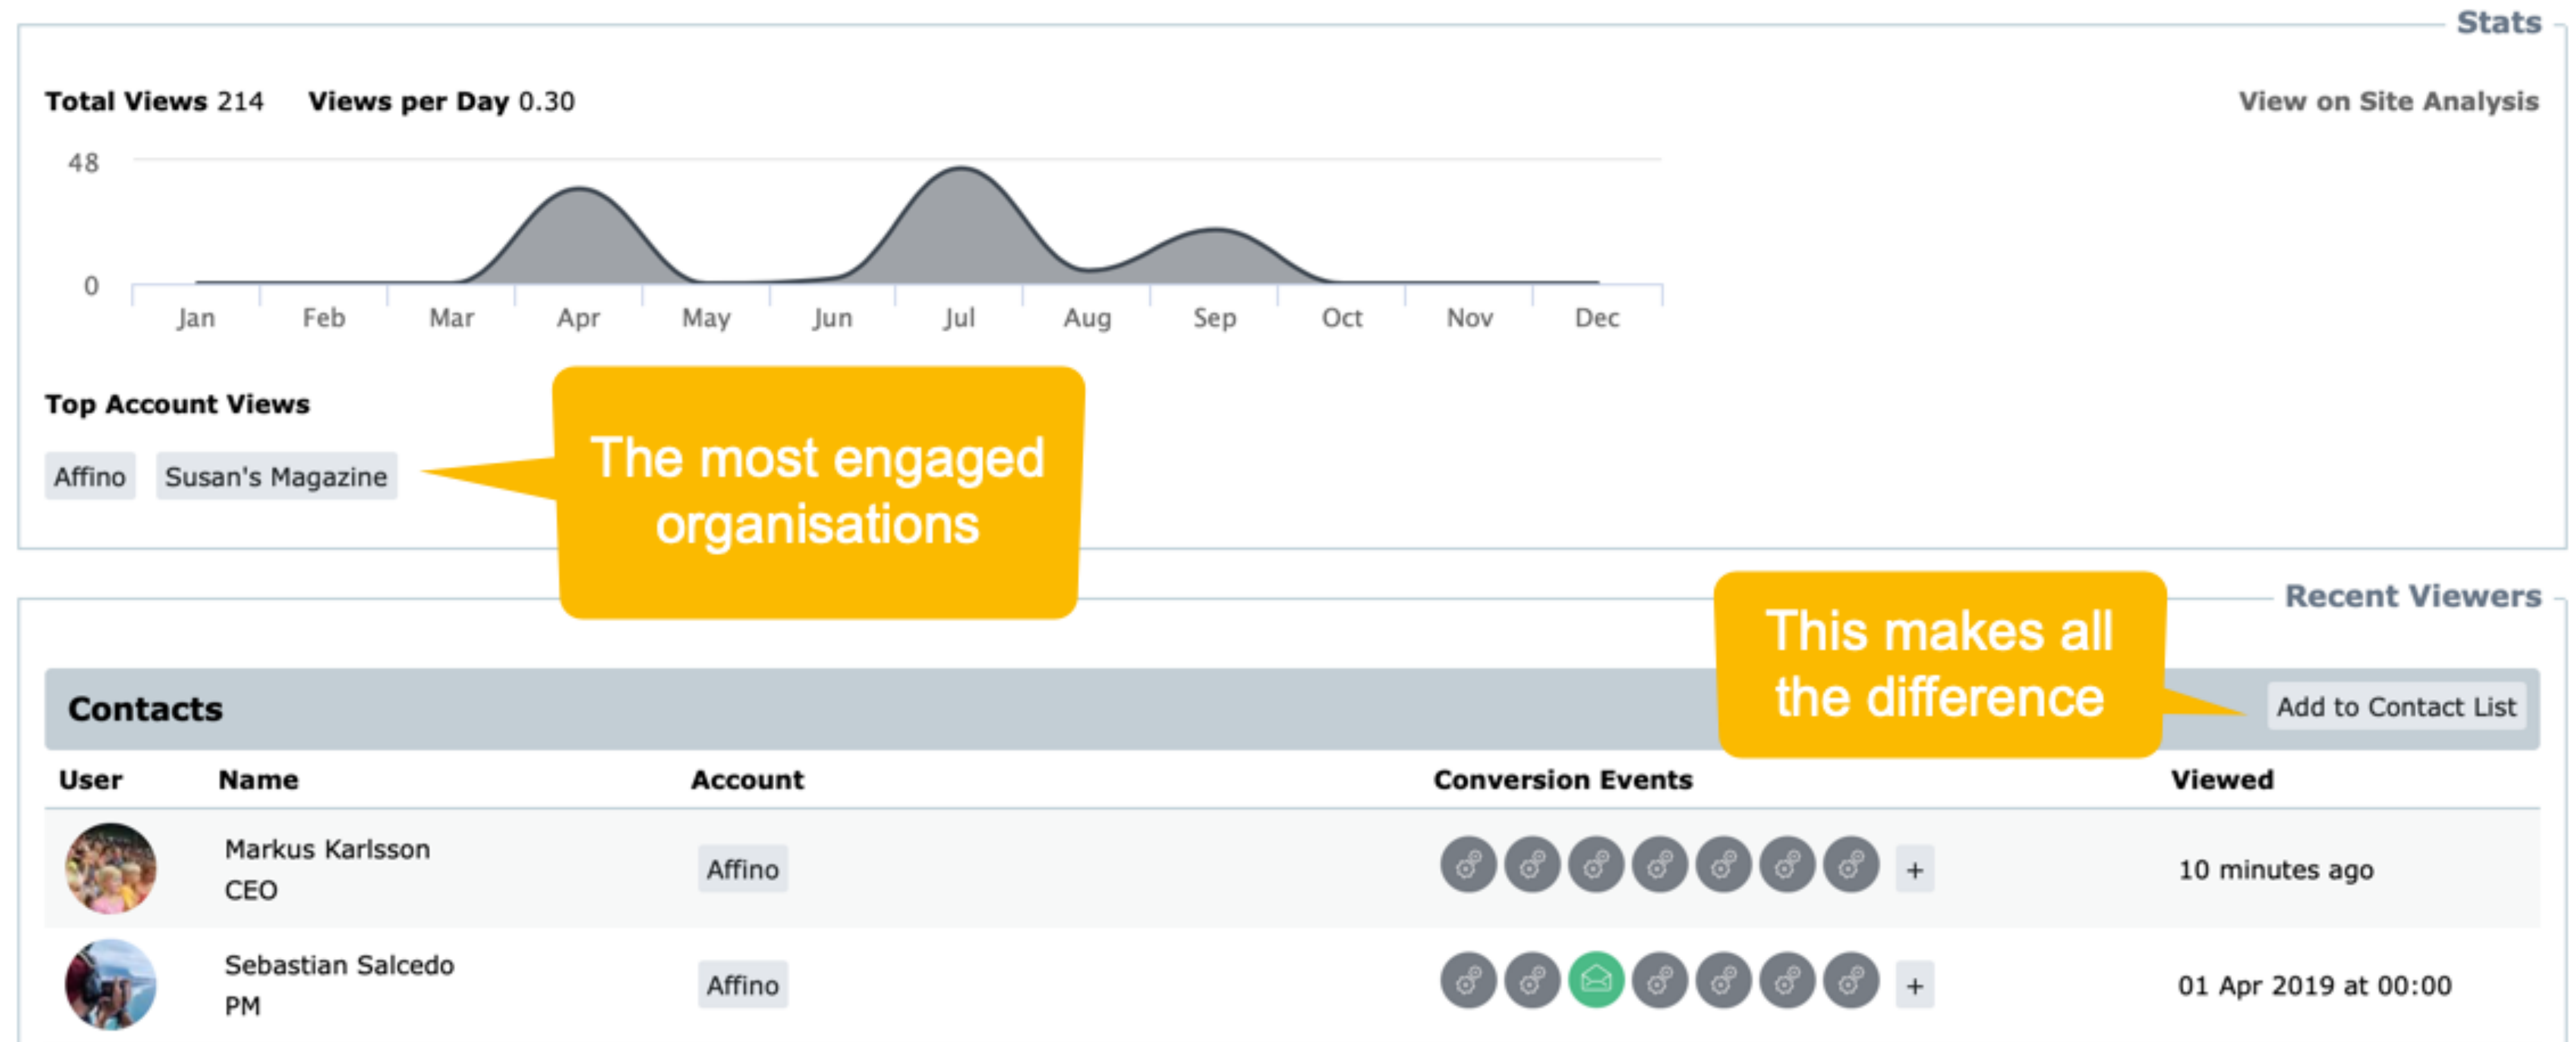 Stats
Total Views 214 Views per Day 0.30 View on Site Analysis
48
0
Jan Feb Mar Apr May Jun Jul Aug Sep Oct Nov Dec
Top Account Views
Affino Susan's Magazine
The most engaged
organisations
Recent Viewers
This makes all
the difference
Contacts Add to Contact List
User Name Account Conversion Events Viewed
Markus Karlsson
CEO
Affino + 10 minutes ago
Sebastian Salcedo
PM
Affino + 01 Apr 2019 at 00:00